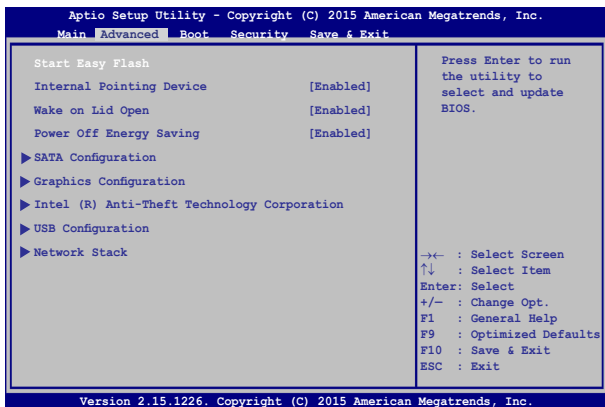 Aptio Setup Utility - Copyright (C) 2015 American Megatrends, Inc.
Main Advanced Boot Security Save & Exit
Start Easy Flash
Internal Pointing Device [Enabled]
Wake on Lid Open [Enabled]
Power Off Energy Saving [Enabled]
SATA Configuration
Graphics Configuration
Intel (R) Anti-Theft Technology Corporation
USB Configuration
Network Stack
Press Enter to run
the utility to
select and update
BIOS.
→← : Select Screen
↑↓ : Select Item
Enter: Select
+/— : Change Opt.
F1 : General Help
F9 : Optimized Defaults
F10 : Save & Exit
ESC : Exit
Version 2.15.1226. Copyright (C) 2015 American Megatrends, Inc.